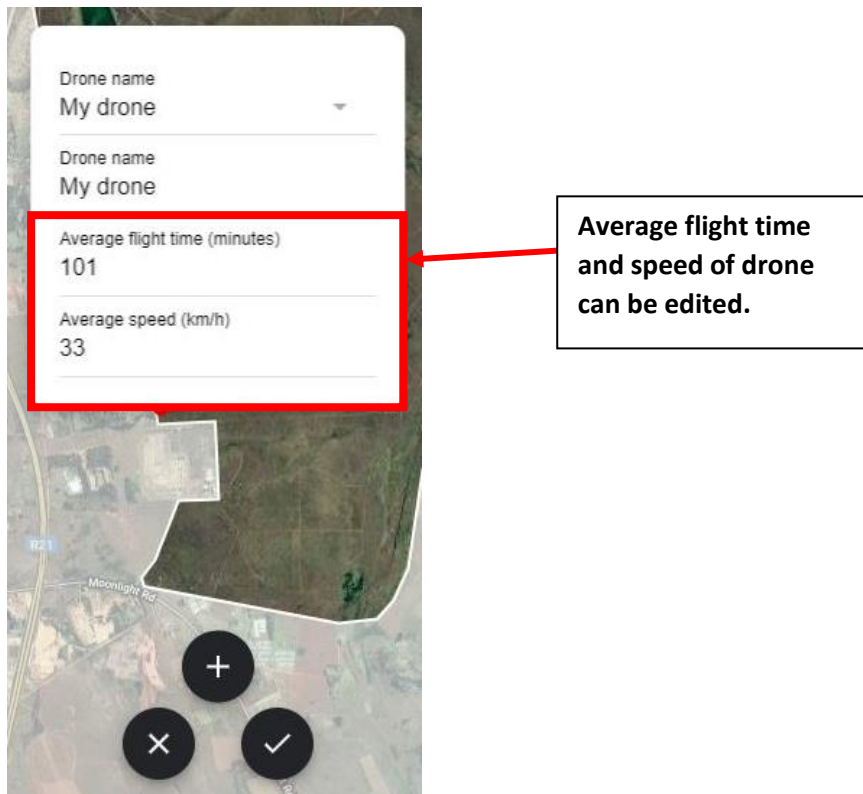 Drone name
My drone
Drone name
My drone
Average flight time (minutes)
101
Average speed (km/h)
33
Average flight time
and speed of drone
can be edited.
R21
Moonlight Rd